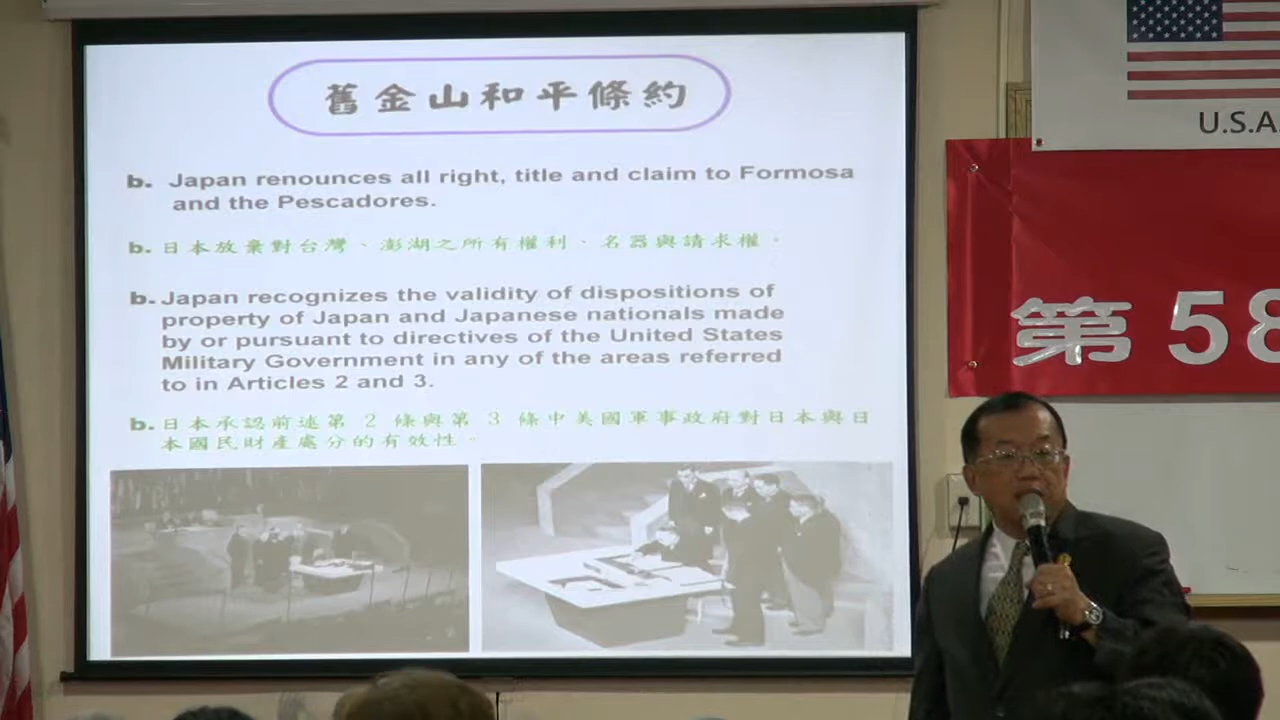 舊金山和平條約
b. Japan renounces all right, title and claim to Formosa
and the Pescadores.
b. 日本放棄對台灣、澎湖之所有權利、名器與請求權。
b. Japan recognizes the validity of dispositions of
property of Japan and Japanese nationals made
by or pursuant to directives of the United States
Military Government in any of the areas referred
to in Articles 2 and 3.
b. 日本承認前述第 2 條與第 3 條中美國軍事政府對日本與日
本國民財產處分的有效性。
U.S.A
第 58